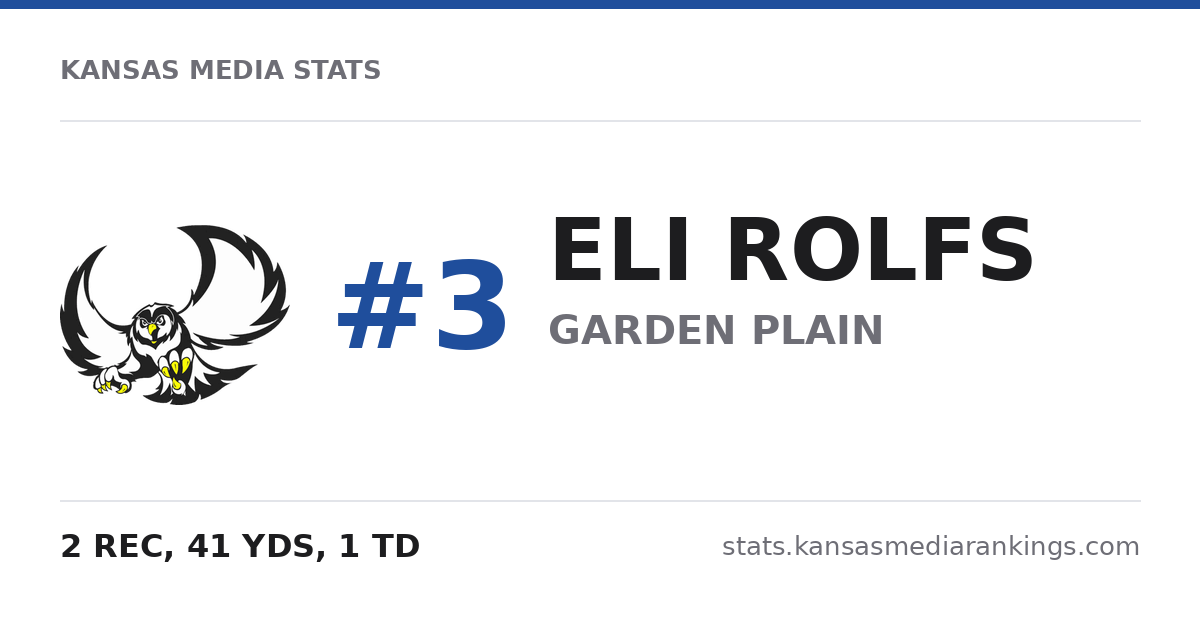 KANSAS MEDIA STATS
#3
ELI ROLFS
GARDEN PLAIN
2 REC, 41 YDS, 1 TD
stats.kansasmediarankings.com